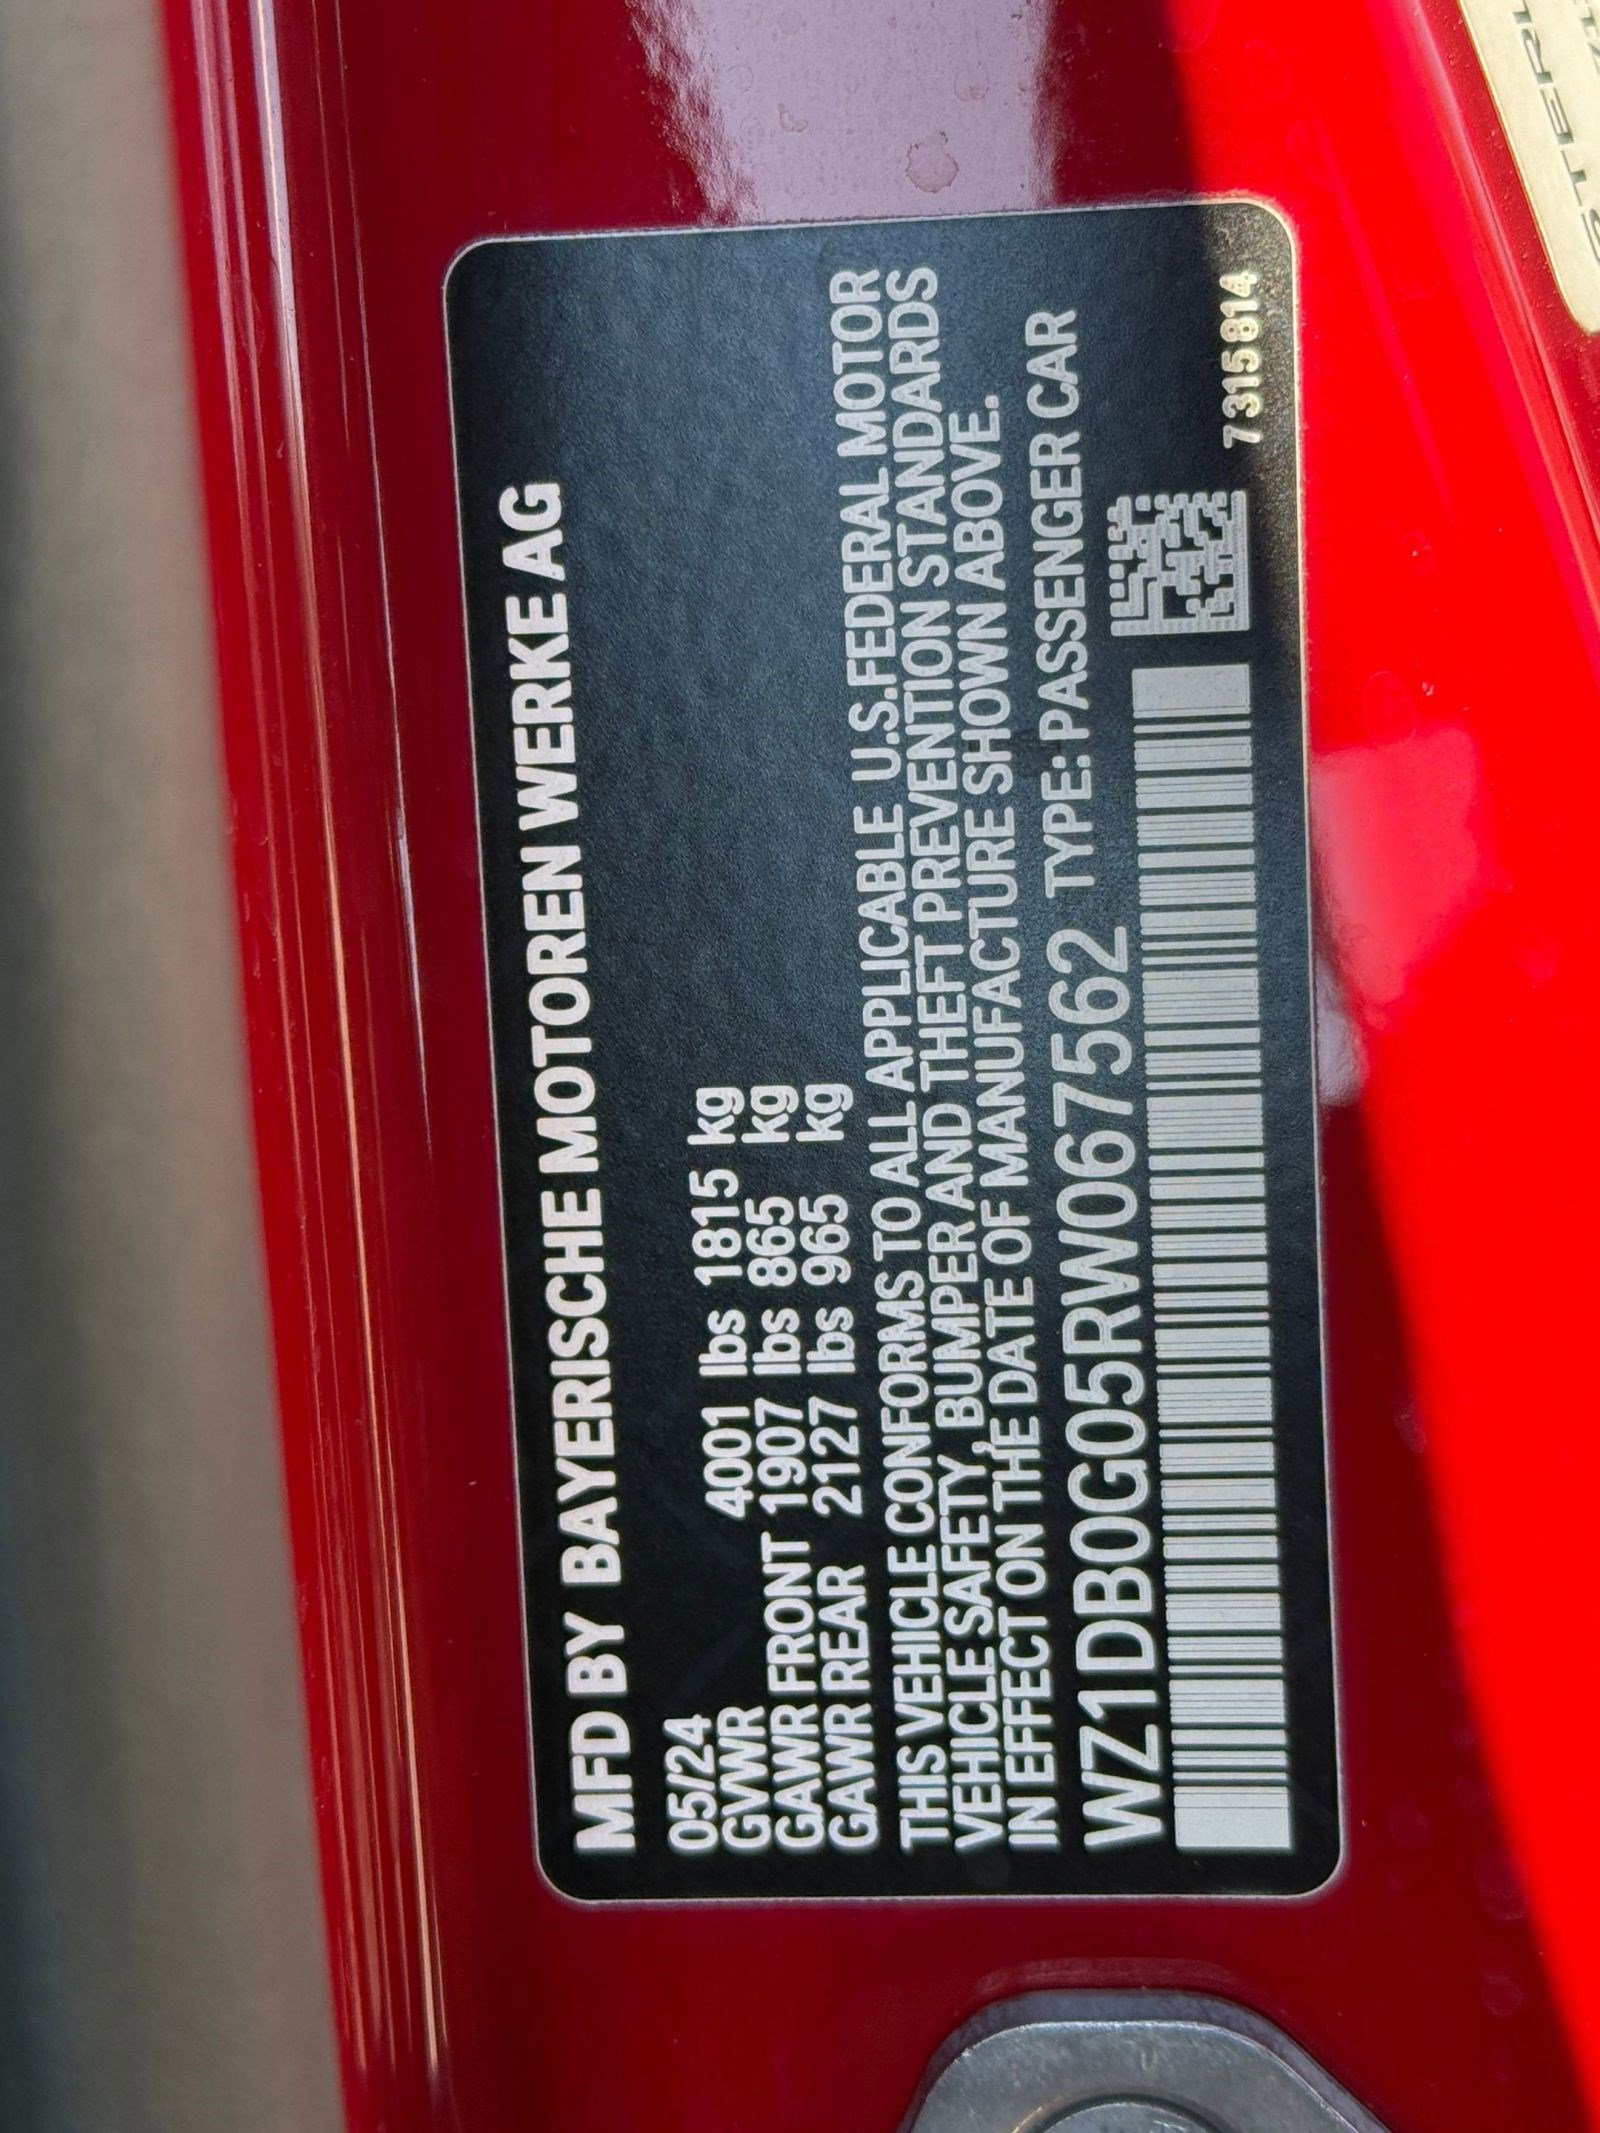 MFD BY BAYERISCHE MOTOREN WERKE AG
05/24
GVWR 4001 lbs 1815 kg
GAWR FRONT 1907 lbs 865 kg
GAWR REAR 2127 lbs 965 kg
THIS VEHICLE CONFORMS TO ALL APPLICABLE U.S.FEDERAL MOTOR
VEHICLE SAFETY, BUMPER AND THEFT PREVENTION STANDARDS
IN EFFECT ON THE DATE OF MANUFACTURE SHOWN ABOVE.
WZ1DB0G05RW067562 TYPE: PASSENGER CAR
7315814